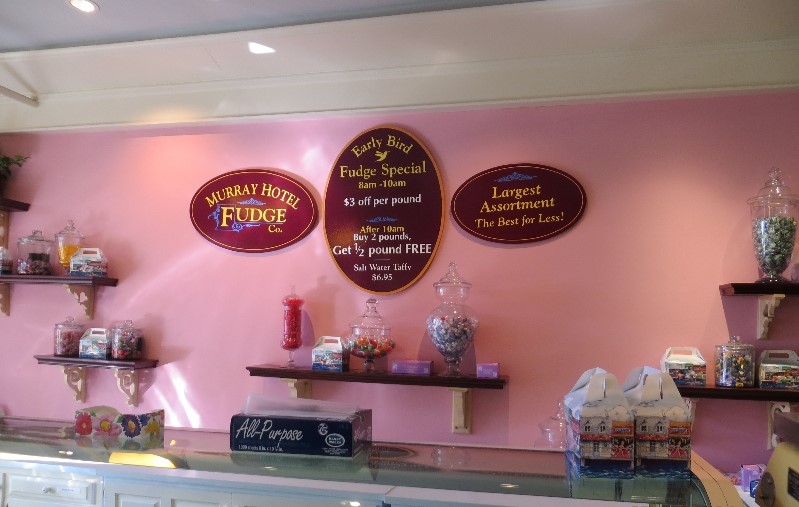 MURRAY HOTEL
FUDGE
Co.
Early Bird
Fudge Special
8am -10am
$3 off per pound
After 10am
Buy 2 pounds,
Get 1/2 pound FREE
Salt Water Taffy
$6.95
Largest
Assortment
The Best for Less!
All-Purpose